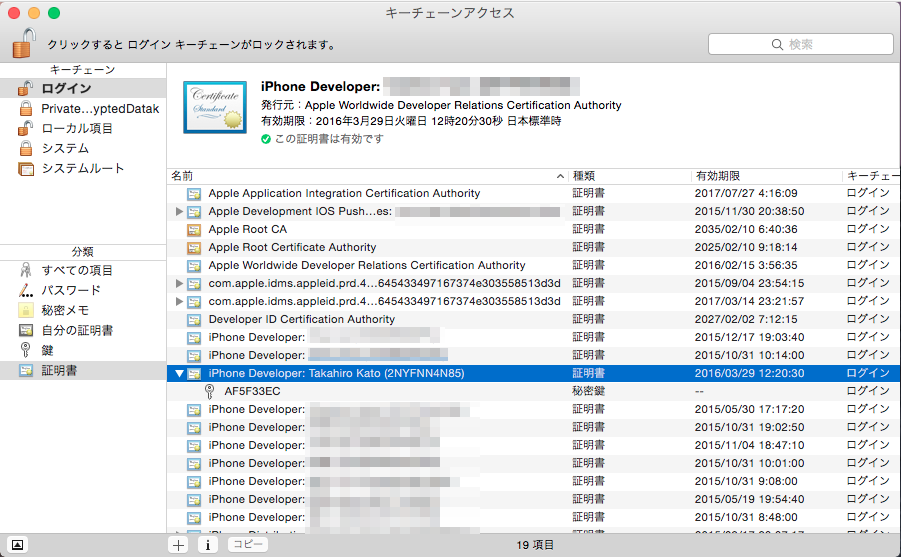 キーチェーンアクセス
クリックすると ログイン キーチェーンがロックされます。
検索
キーチェーン
ログイン
Private...yptedDatak
ローカル項目
システム
システムルート
分類
すべての項目
パスワード
秘密メモ
自分の証明書
鍵
証明書
Certificate
Standard
iPhone Developer:
発行元：Apple Worldwide Developer Relations Certification Authority
有効期限：2016年3月29日火曜日 12時20分30秒 日本標準時
この証明書は有効です
名前 種類 有効期限 キーチェー
Apple Application Integration Certification Authority 証明書 2017/07/27 4:16:09 ログイン
Apple Development IOS Push...es: 証明書 2015/11/30 20:38:50 ログイン
Apple Root CA 証明書 2035/02/10 6:40:36 ログイン
Apple Root Certificate Authority 証明書 2025/02/10 9:18:14 ログイン
Apple Worldwide Developer Relations Certification Authority 証明書 2016/02/15 3:56:35 ログイン
com.apple.idms.appleid.prd.4...645433497167374e303558513d3d 証明書 2015/09/04 23:54:15 ログイン
com.apple.idms.appleid.prd.4...645433497167374e303558513d3d 証明書 2017/03/14 23:21:57 ログイン
Developer ID Certification Authority 証明書 2027/02/02 7:12:15 ログイン
iPhone Developer: 証明書 2015/12/17 19:03:40 ログイン
iPhone Developer: 証明書 2015/10/31 10:14:00 ログイン
iPhone Developer: Takahiro Kato (2NYFNN4N85) 証明書 2016/03/29 12:20:30 ログイン
AF5F33EC 秘密鍵 -- ログイン
iPhone Developer: 証明書 2015/05/30 17:17:20 ログイン
iPhone Developer: 証明書 2015/10/31 19:02:50 ログイン
iPhone Developer: 証明書 2015/11/04 18:47:10 ログイン
iPhone Developer: 証明書 2015/10/31 10:01:00 ログイン
iPhone Developer: 証明書 2015/10/31 9:08:00 ログイン
iPhone Developer: 証明書 2015/05/19 19:54:40 ログイン
iPhone Developer: 証明書 2015/10/31 8:48:00 ログイン
コピー
19 項目